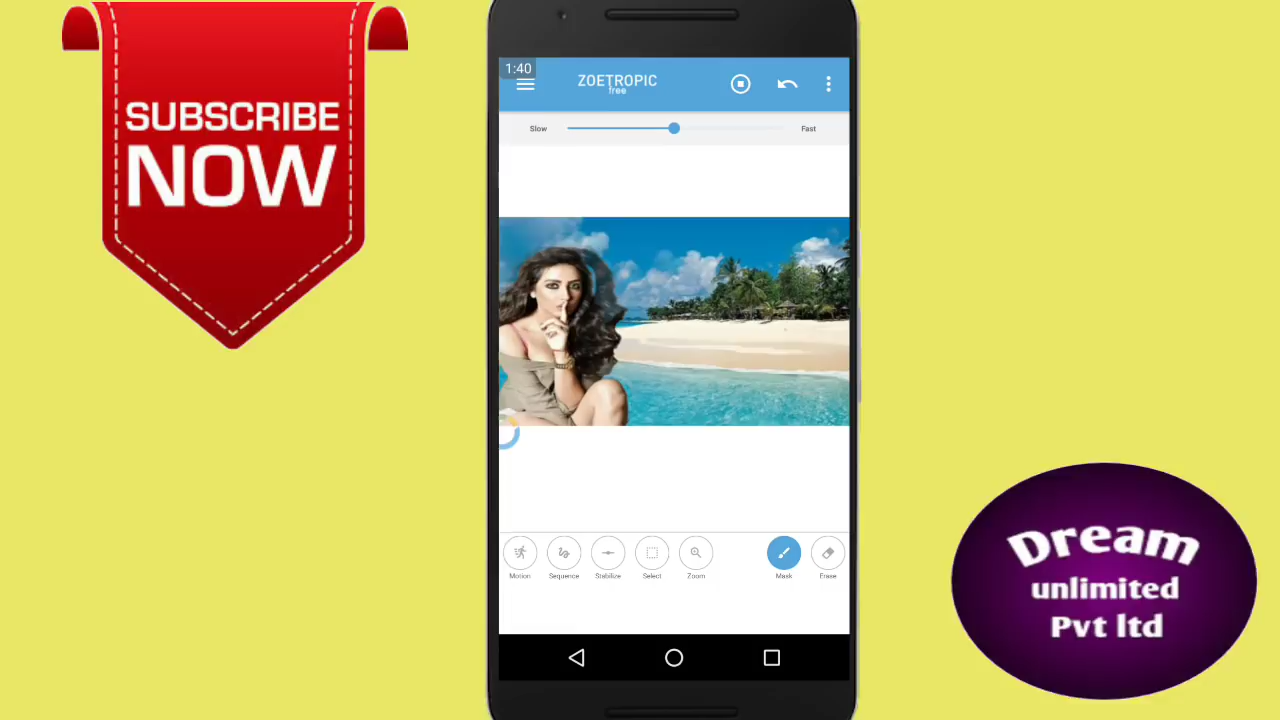 SUBSCRIBE
NOW
1:40
ZOETROPIC
free
Slow
Fast
Motion
Sequence
Stabilize
Select
Zoom
Mask
Erase
Dream
unlimited
Pvt ltd